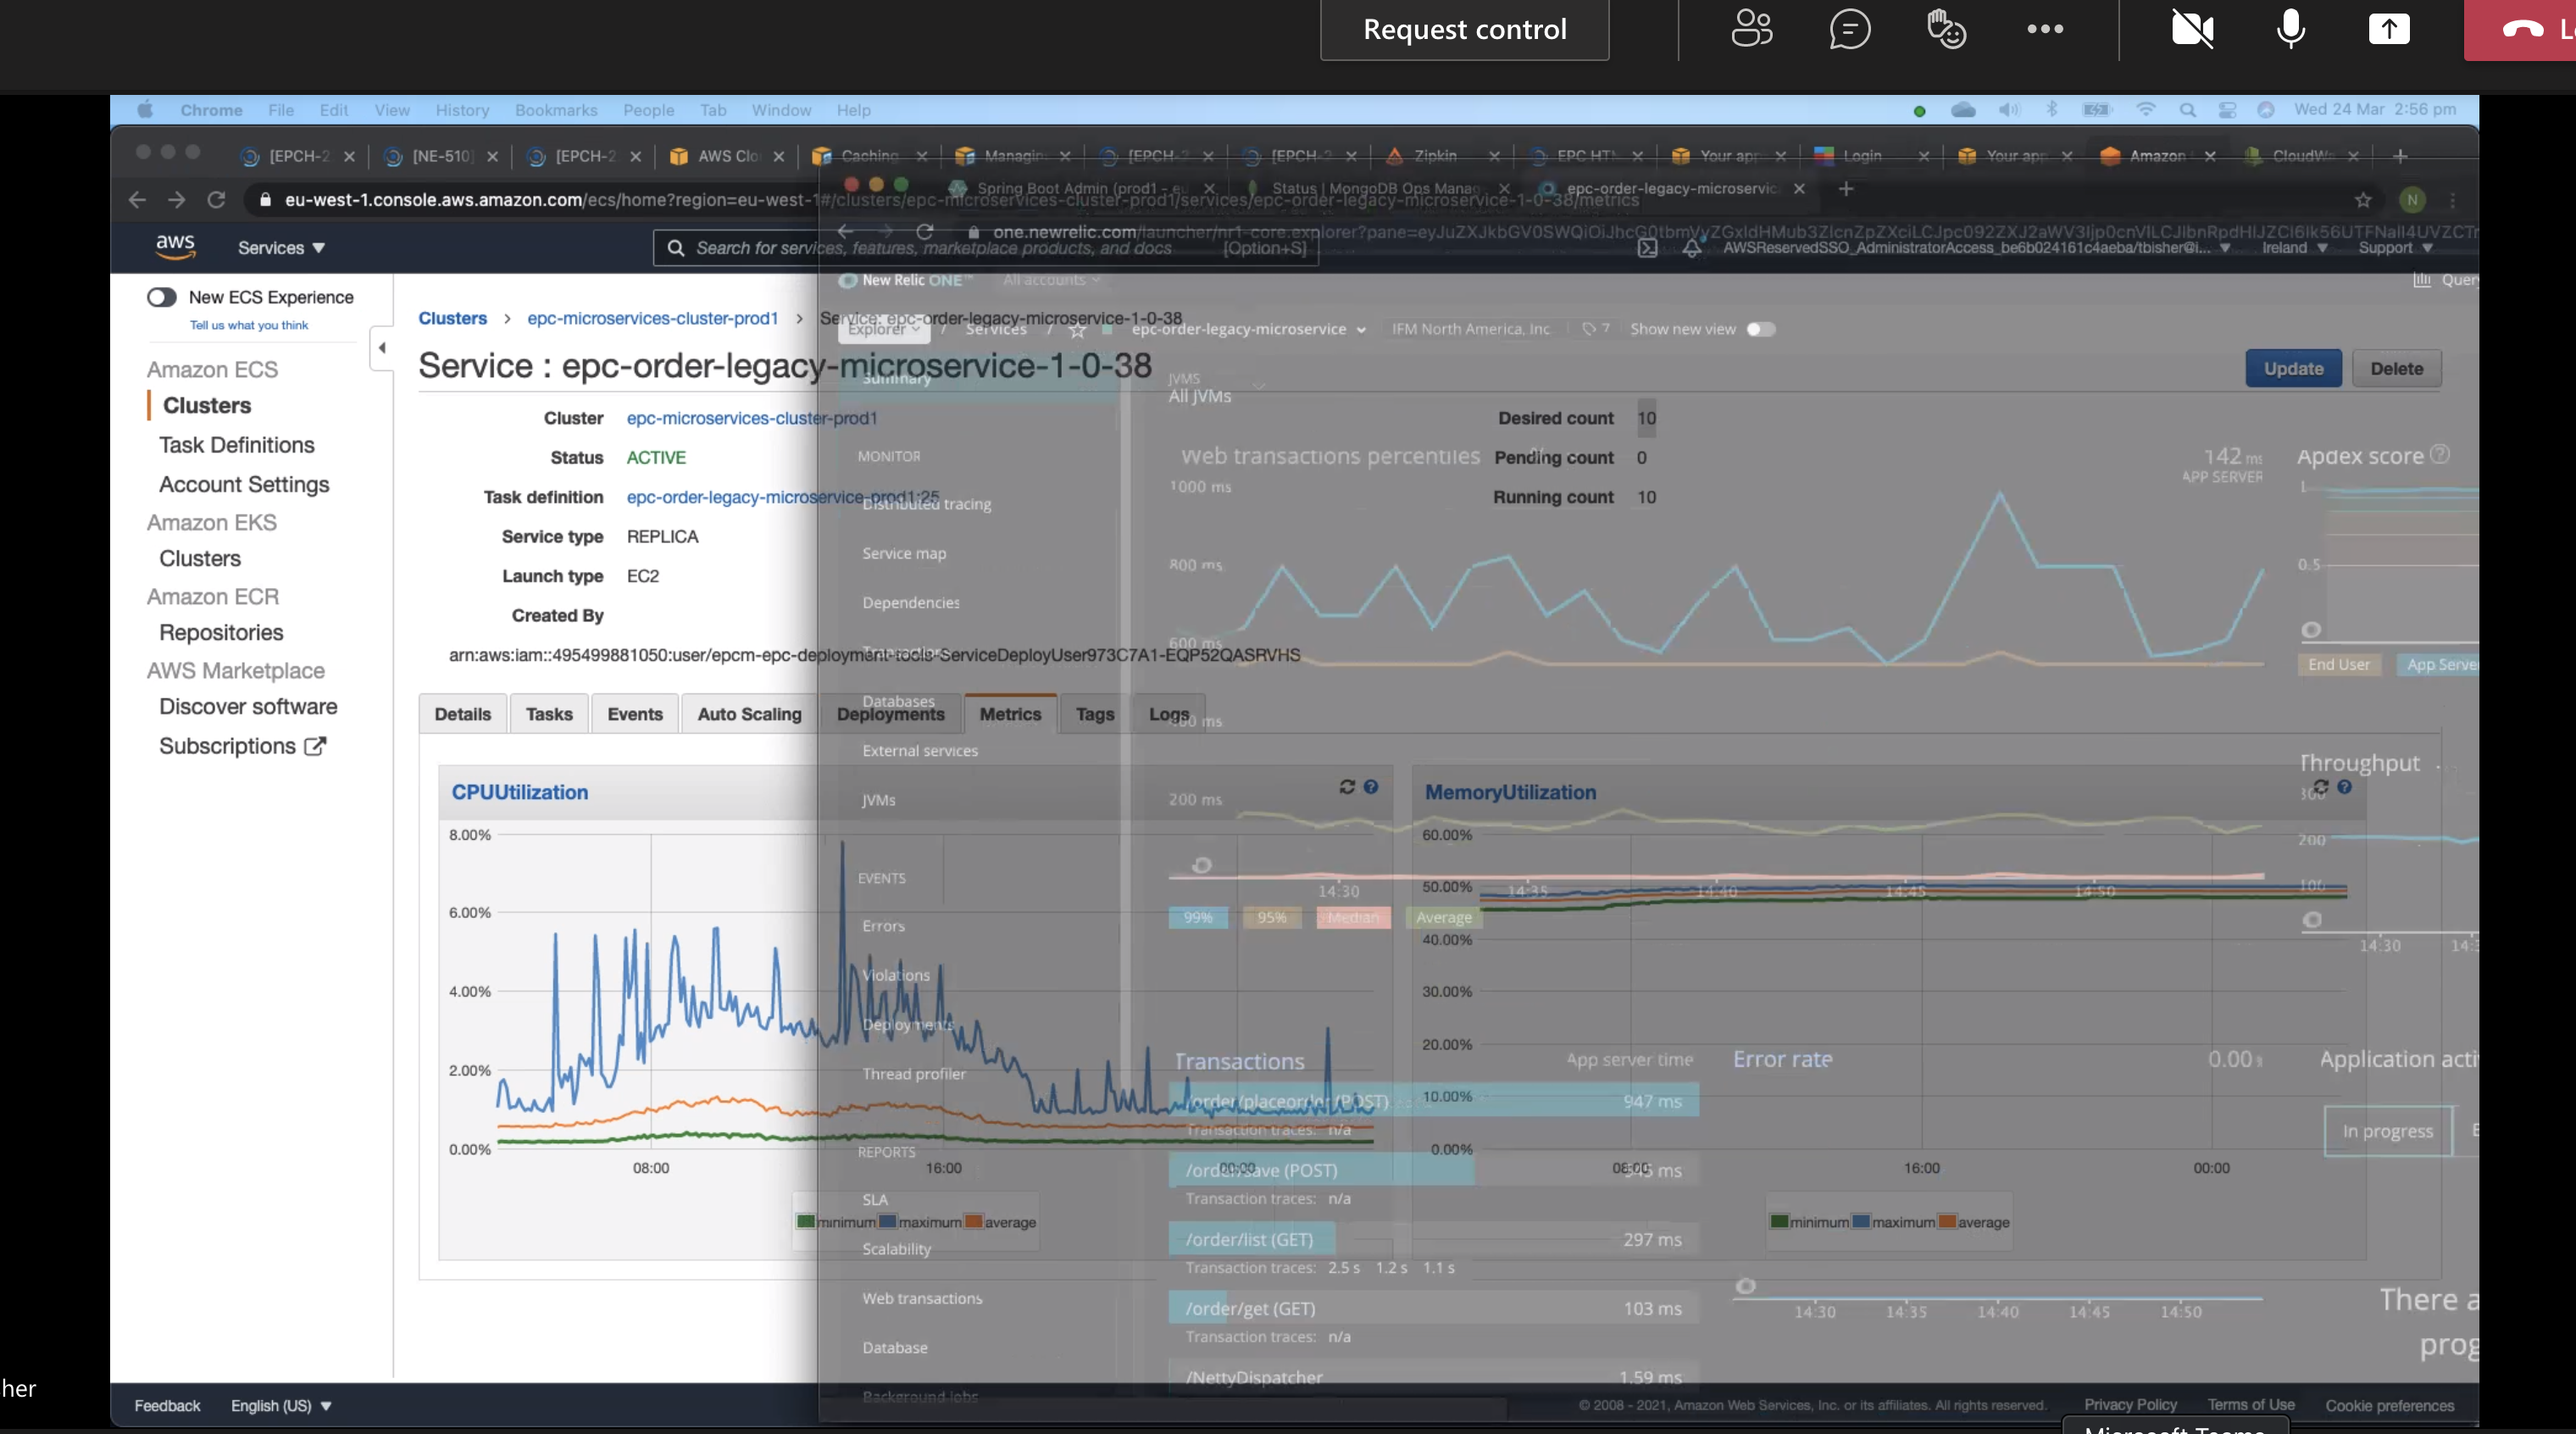 Request control
Chrome File Edit View History Bookmarks People Tab Window Help
Wed 24 Mar 2:56 pm
[EPCH-2 [NE-510 [EPCH-2 AWS Clo Caching Managin [EPCH-2 [EPCH-2 Zipkin EPC HTM Your app Login Your app Amazon CloudWa
Spring Boot Admin (prod1 - eu Status | MongoDB Ops Manag epc-order-legacy-microservic
eu-west-1.console.aws.amazon.com/ecs/home?region=eu-west-1#/clusters/epc-microservices-cluster-prod1/services/epc-order-legacy-microservice-1-0-38/metrics
N
aws
Services
Search for services, features, marketplace products, and docs [Option+S]
AWSReservedSSO_AdministratorAccess_be6b024161c4aeba/tbisher@i... Ireland Support
New Relic ONE™ All accounts
Query
New ECS Experience
Tell us what you think
Clusters > epc-microservices-cluster-prod1 > Service: epc-order-legacy-microservice-1-0-38
Explorer / Services / epc-order-legacy-microservice IFM North America, Inc 7 Show new view
Service : epc-order-legacy-microservice-1-0-38
Update Delete
Amazon ECS
Clusters
Task Definitions
Account Settings
Amazon EKS
Clusters
Amazon ECR
Repositories
AWS Marketplace
Discover software
Subscriptions
Cluster epc-microservices-cluster-prod1
Status ACTIVE
Task definition epc-order-legacy-microservice-prod1:25
Service type REPLICA
Launch type EC2
Created By
arn:aws:iam::495499881050:user/epcm-epc-deployment-tools-ServiceDeployUser973C7A1-EQP52QASRVHS
Desired count 10
Pending count 0
Running count 10
Details Tasks Events Auto Scaling Deployments Metrics Tags Logs
Summary
MONITOR
Distributed tracing
Service map
Dependencies
Transactions
Databases
External services
JVMs
EVENTS
Errors
Violations
Deployments
Thread profiler
REPORTS
SLA
Scalability
Web transactions
Database
Background jobs
JVMS
All JVMs
Web transactions percentiles
142 ms
APP SERVER
1000 ms
800 ms
600 ms
400 ms
200 ms
14:30 14:35 14:40 14:45 14:50
99% 95% Median Average
Apdex score
1
0.5
End User App Serve
Throughput
300
200
100
14:30 14:3
CPUUtilization
8.00%
6.00%
4.00%
2.00%
0.00%
08:00 16:00 00:00
minimum maximum average
MemoryUtilization
60.00%
50.00%
40.00%
30.00%
20.00%
10.00%
0.00%
08:00 16:00 00:00
minimum maximum average
Transactions App server time
/order/placeorder (POST) 947 ms
Transaction traces: n/a
/order/save (POST) 545 ms
Transaction traces: n/a
/order/list (GET) 297 ms
Transaction traces: 2.5 s 1.2 s 1.1 s
/order/get (GET) 103 ms
Transaction traces: n/a
/NettyDispatcher 1.59 ms
Error rate 0.00
14:30 14:35 14:40 14:45 14:50
Application acti
In progress
There a
prog
her
Feedback English (US)
© 2008 - 2021, Amazon Web Services, Inc. or its affiliates. All rights reserved. Privacy Policy Terms of Use Cookie preferences
Microsoft Teams